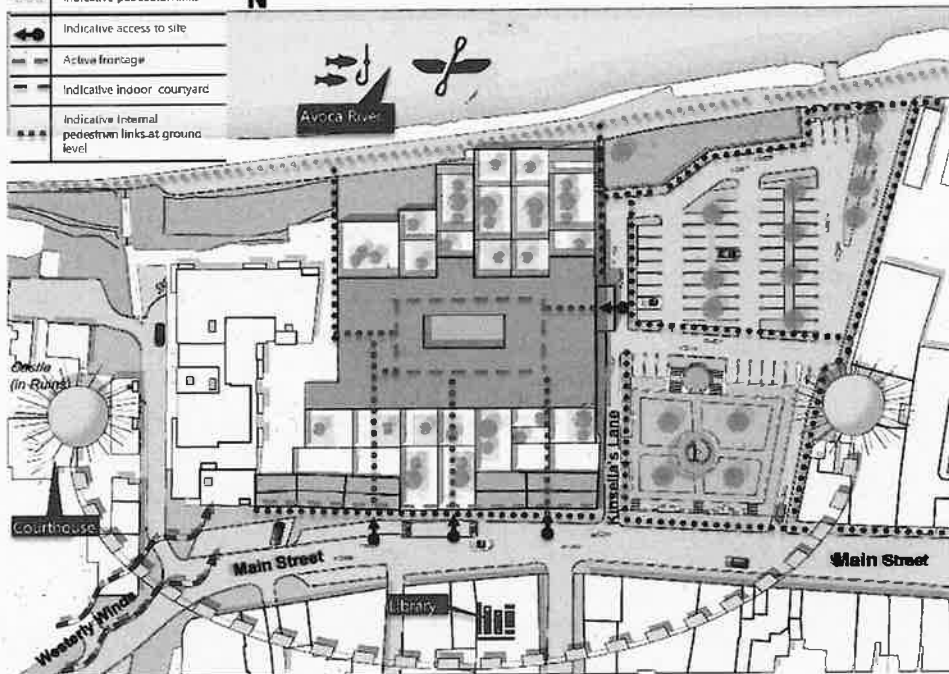 N
Indicative access to site
Active frontage
Indicative indoor courtyard
Indicative internal
pedestrian links at ground
level
Avoca River
Castle
(in Ruins)
Courthouse
Kinsella's Lane
Main Street
Main Street
Library
Westerly Winds